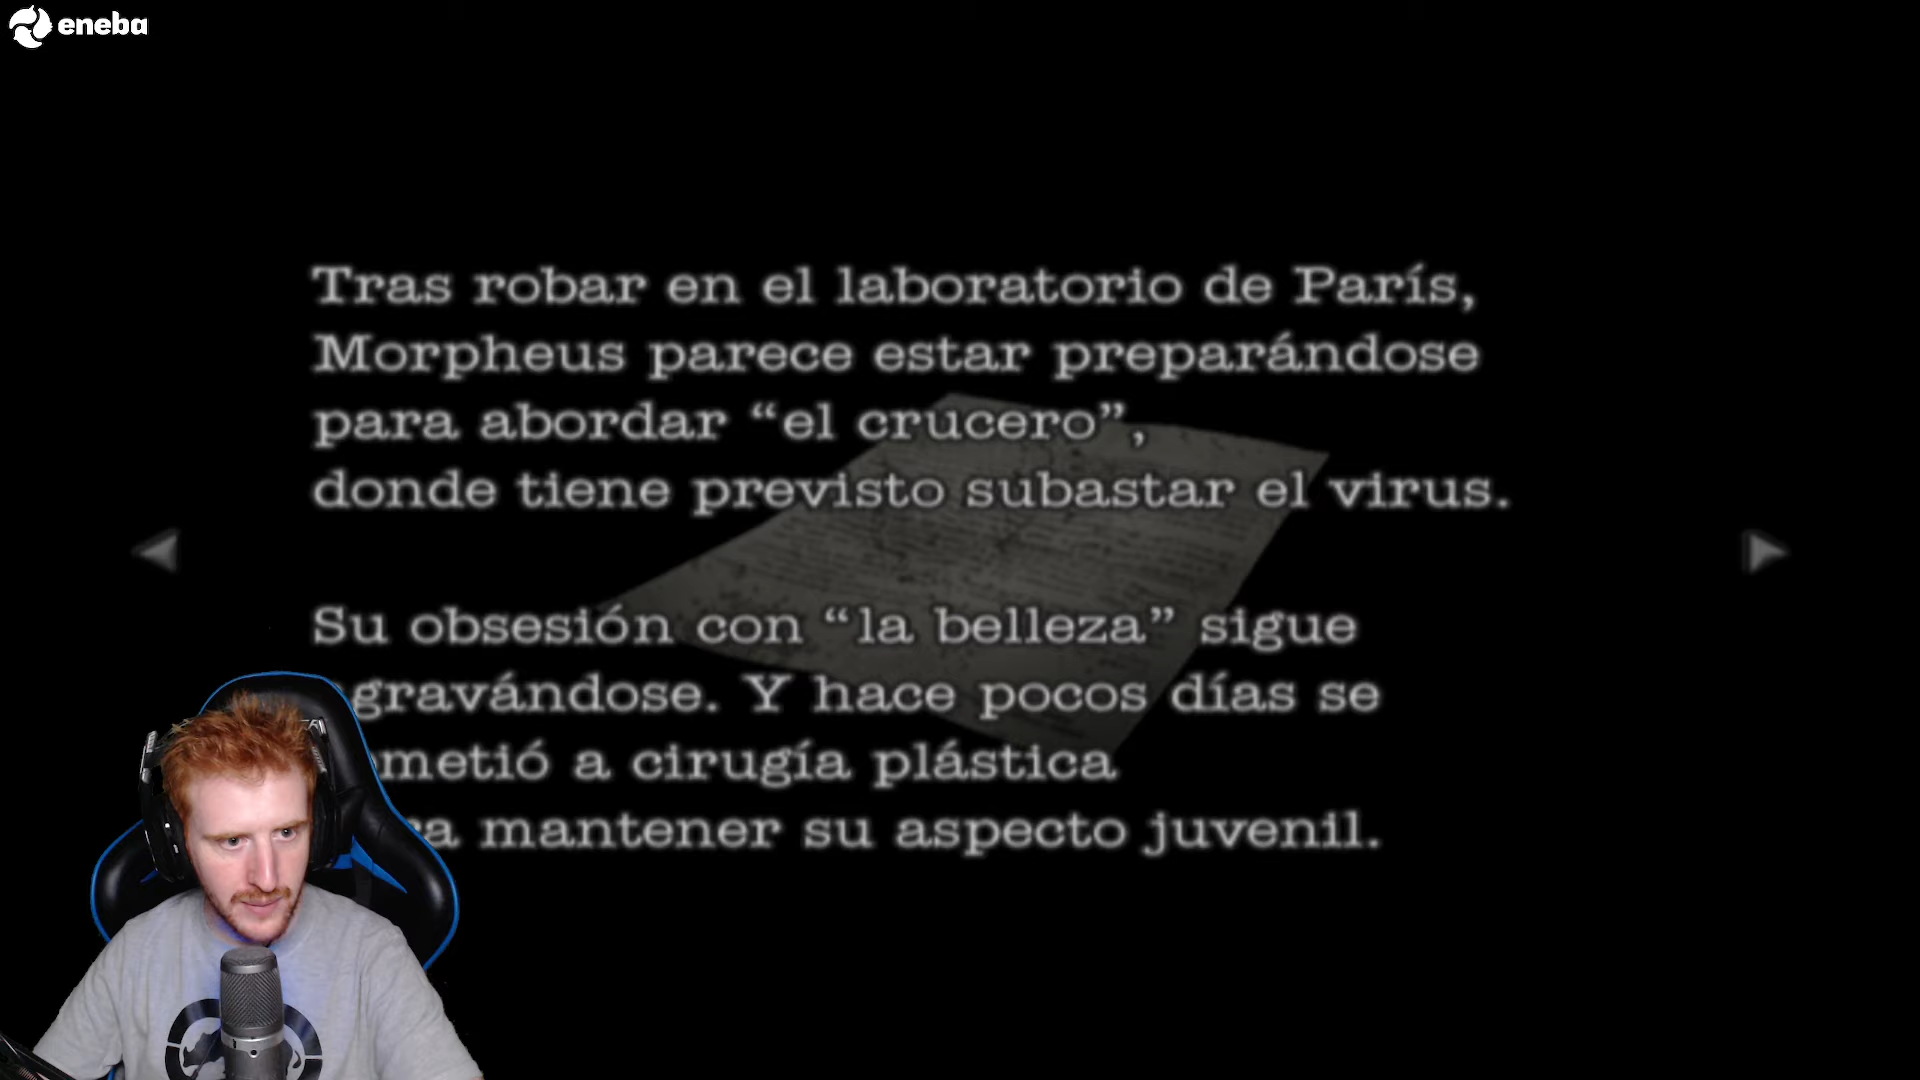 eneba
Tras robar en el laboratorio de París,
Morpheus parece estar preparándose
para abordar “el crucero”,
donde tiene previsto subastar el virus.
Su obsesión con “la belleza” sigue
agravándose. Y hace pocos días se
a cirugía plástica
mantener su aspecto juvenil.